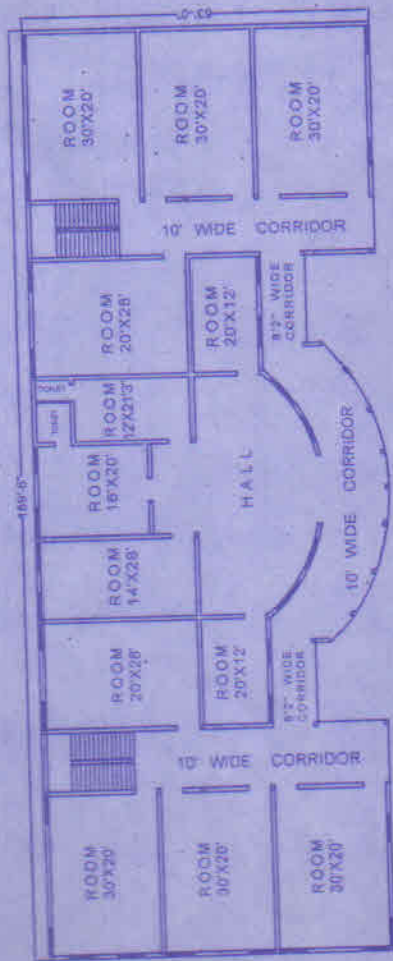 63'-0"
ROOM
30'X20'
ROOM
30'X20'
ROOM
30'X20'
10' WIDE CORRIDOR
ROOM
20'X28'
ROOM
20'X12'
8'2" WIDE
CORRIDOR
TOILET
TOILET
ROOM
12'X21'3"
ROOM
16'X20'
HALL
10' WIDE CORRIDOR
189'-6"
ROOM
14'X28'
ROOM
20'X28'
ROOM
20'X12'
8'2" WIDE
CORRIDOR
10' WIDE CORRIDOR
ROOM
30'X20'
ROOM
30'X20'
ROOM
30'X20'